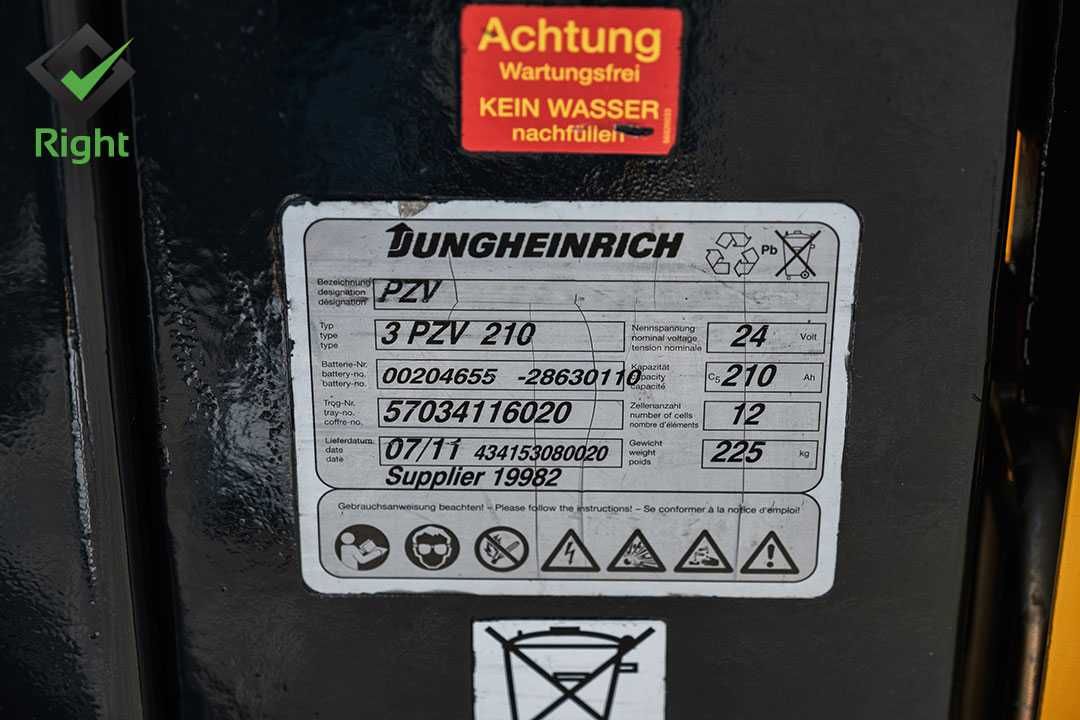 Right
Achtung
Wartungsfrei
KEIN WASSER
nachfüllen
JUNGHEINRICH
Pb
Bezeichnung
designation
désignation
PZV
Typ
type
type
3 PZV 210
Nennspannung
nominal voltage
tension nominale
24 Volt
Batterie-Nr.
battery-no.
battery-no.
00204655 -28630110
Kapazität
capacity
capacité
C5 210 Ah
Trog-Nr.
tray-no.
coffre-no.
57034116020
Zellenanzahl
number of cells
nombre d'éléments
12
Lieferdatum
date
date
07/11 434153080020
Gewicht
weight
poids
225 kg
Supplier 19982
Gebrauchsanweisung beachten! – Please follow the instructions! – Se conformer à la notice d'emploi!